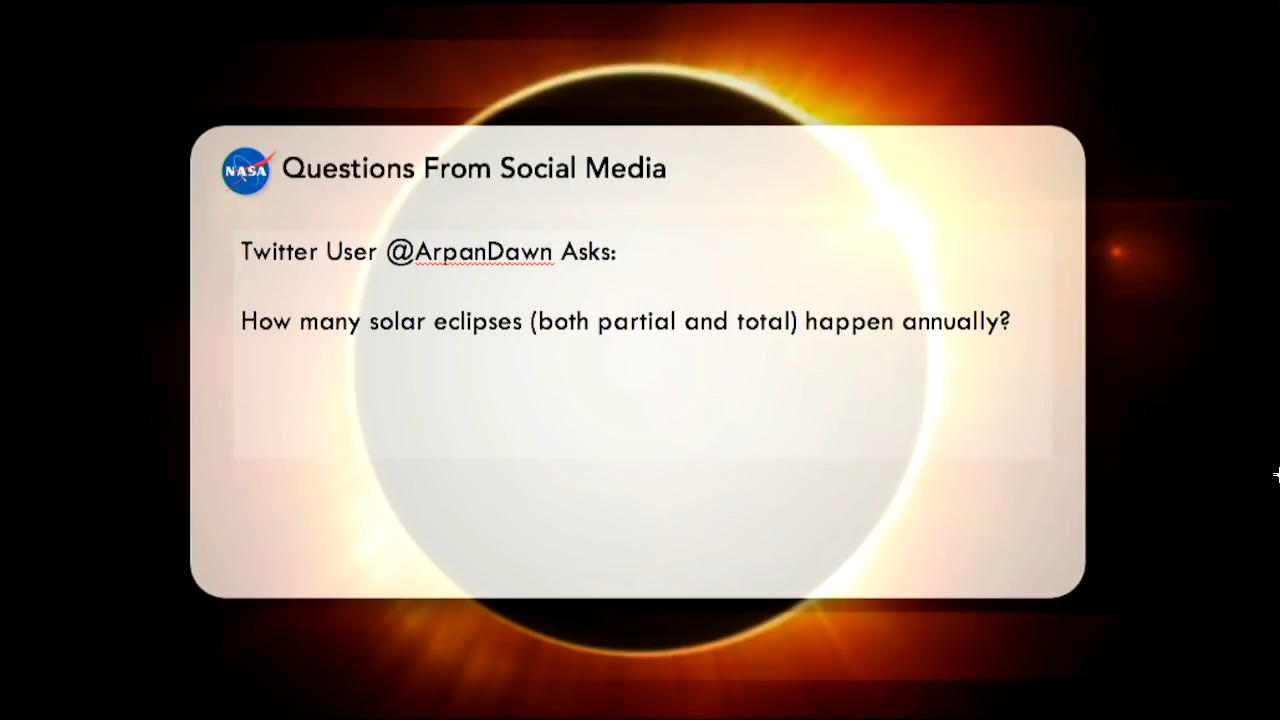 NASA
Questions From Social Media
Twitter User @ArpanDawn Asks:
How many solar eclipses (both partial and total) happen annually?